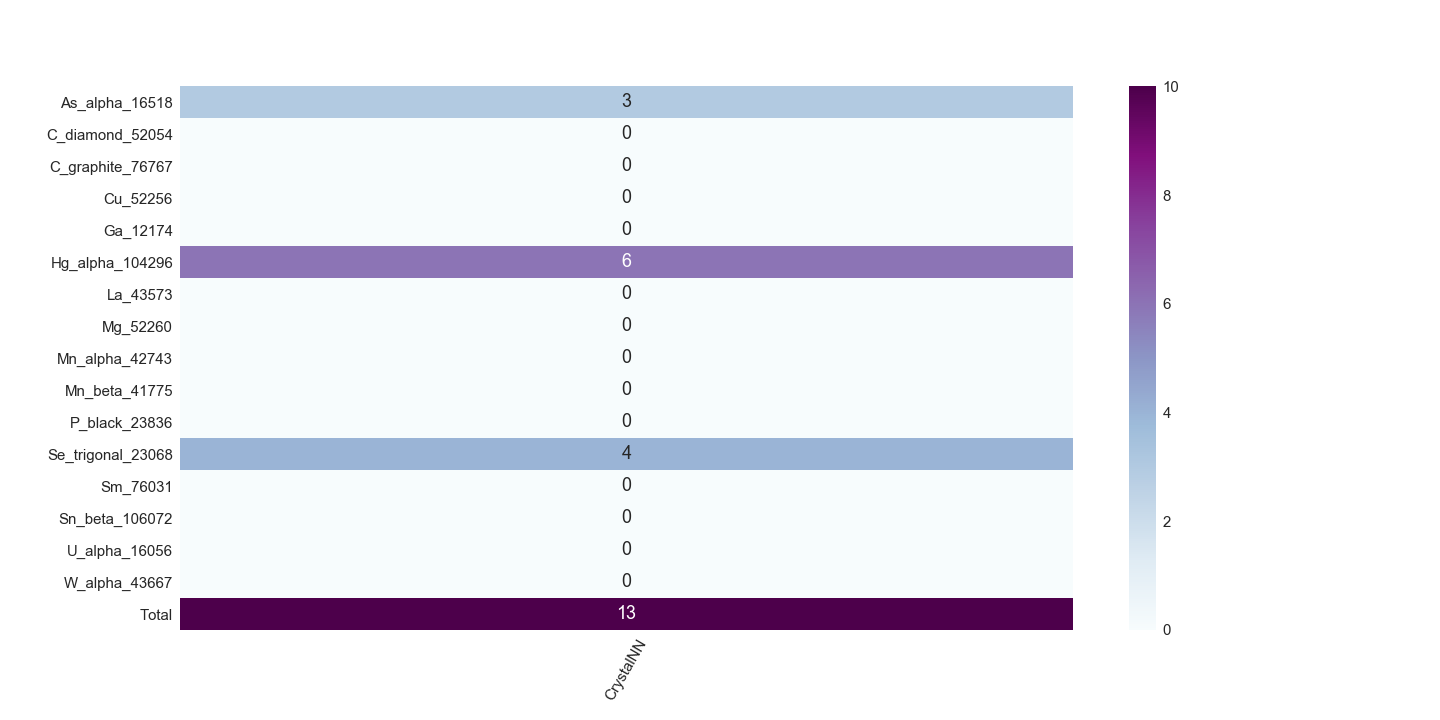 As_alpha_16518 3
C_diamond_52054 0
C_graphite_76767 0
Cu_52256 0
Ga_12174 0
Hg_alpha_104296 6
La_43573 0
Mg_52260 0
Mn_alpha_42743 0
Mn_beta_41775 0
P_black_23836 0
Se_trigonal_23068 4
Sm_76031 0
Sn_beta_106072 0
U_alpha_16056 0
W_alpha_43667 0
Total 13
CrystalNN
10
8
6
4
2
0